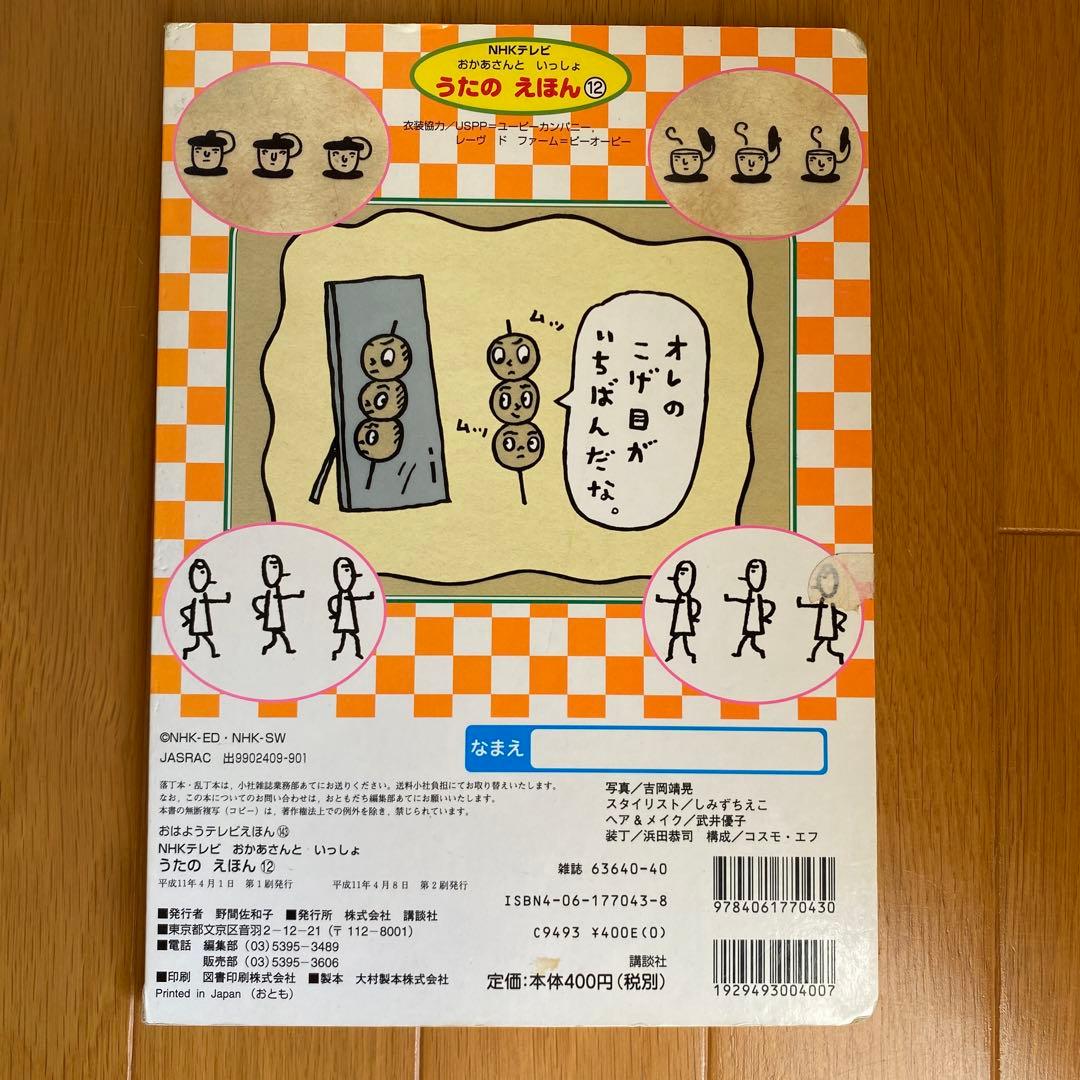 NHKテレビ
おかあさんと いっしょ
うたの えほん⑫
衣装協力／USPP＝ユーピーカンパニー，
レーヴ ド ファーム＝ピーオーピー
ムッ
ムッ
オレの
こげ目が
いちばんだな。
©NHK-ED・NHK-SW
JASRAC 出9902409-901
なまえ
落丁本・乱丁本は，小社雑誌業務部あてにお送りください。送料小社負担にてお取り替えいたします。
なお，この本についてのお問い合わせは，おともだち編集部あてにお願いいたします。
本書の無断複写（コピー）は，著作権法上での例外を除き，禁じられています。
写真／吉岡靖晃
スタイリスト／しみずちえこ
ヘア＆メイク／武井優子
装丁／浜田恭司 構成／コスモ・エフ
おはようテレビえほん㊸
NHKテレビ おかあさんと いっしょ
うたの えほん⑫
平成11年4月1日 第1刷発行 平成11年4月8日 第2刷発行
■発行者 野間佐和子 ■発行所 株式会社 講談社
■東京都文京区音羽2-12-21（〒112-8001）
■電話 編集部（03）5395-3489
販売部（03）5395-3606
■印刷 図書印刷株式会社 ■製本 大村製本株式会社
Printed in Japan （おとも）
雑誌 63640-40
ISBN4-06-177043-8
C9493 ¥400E(0)
講談社
定価：本体400円（税別）
9784061770430
1929493004007